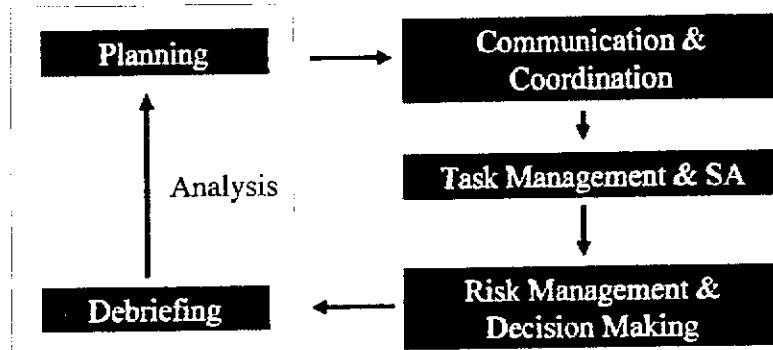 Planning
Communication &
Coordination
Task Management & SA
Analysis
Risk Management &
Decision Making
Debriefing